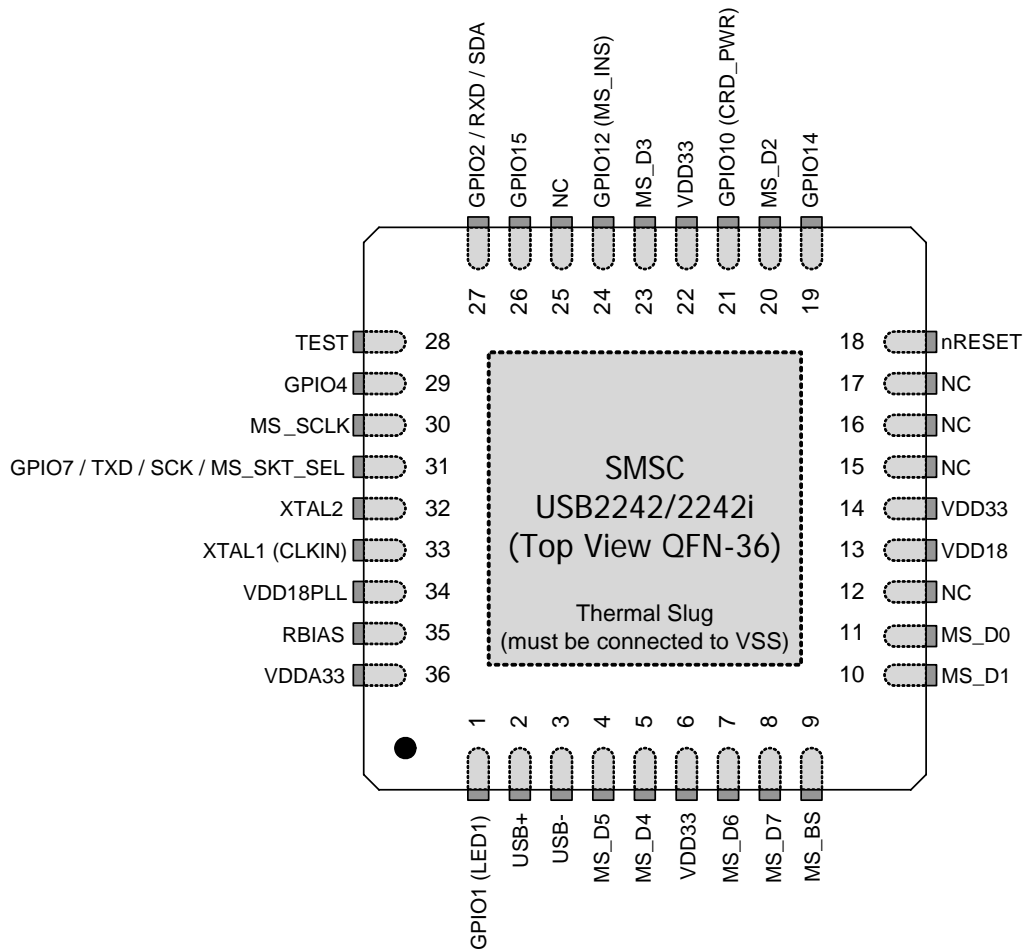 GPIO2 / RXD / SDA
GPIO15
NC
GPIO12 (MS_INS)
MS_D3
VDD33
GPIO10 (CRD_PWR)
MS_D2
GPIO14
27
26
25
24
23
22
21
20
19
TEST
28
GPIO4
29
MS_SCLK
30
GPIO7 / TXD / SCK / MS_SKT_SEL
31
XTAL2
32
XTAL1 (CLKIN)
33
VDD18PLL
34
RBIAS
35
VDDA33
36
SMSC
USB2242/2242i
(Top View QFN-36)
Thermal Slug
(must be connected to VSS)
18
nRESET
17
NC
16
NC
15
NC
14
VDD33
13
VDD18
12
NC
11
MS_D0
10
MS_D1
1
2
3
4
5
6
7
8
9
GPIO1 (LED1)
USB+
USB-
MS_D5
MS_D4
VDD33
MS_D6
MS_D7
MS_BS